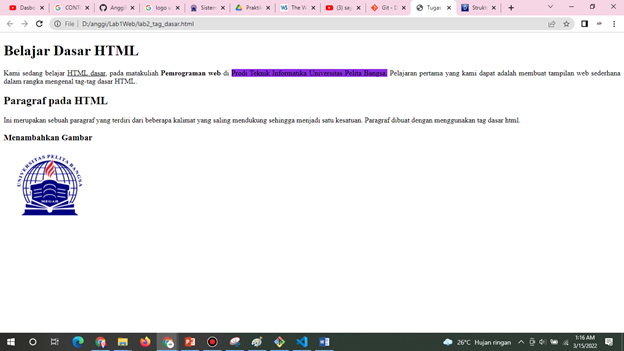 Dasb
CONT
Anggi
logo u
Sistem
Praktik
The W
(3) say
Git - D
Tugas
Strukt
File
D:/anggi/Lab1Web/lab2_tag_dasar.html
Belajar Dasar HTML
Kami sedang belajar HTML dasar, pada matakuliah Pemrograman web di Prodi Teknik Informatika Universitas Pelita Bangsa. Pelajaran pertama yang kami dapat adalah membuat tampilan web sederhana
dalam rangka mengenal tag-tag dasar HTML.
Paragraf pada HTML
Ini merupakan sebuah paragraf yang terdiri dari beberapa kalimat yang saling mendukung sehingga menjadi satu kesatuan. Paragraf dibuat dengan menggunakan tag dasar html.
Menambahkan Gambar
UNIVERSITAS PELITA BANGSA
26°C Hujan ringan
1:16 AM
3/15/2022